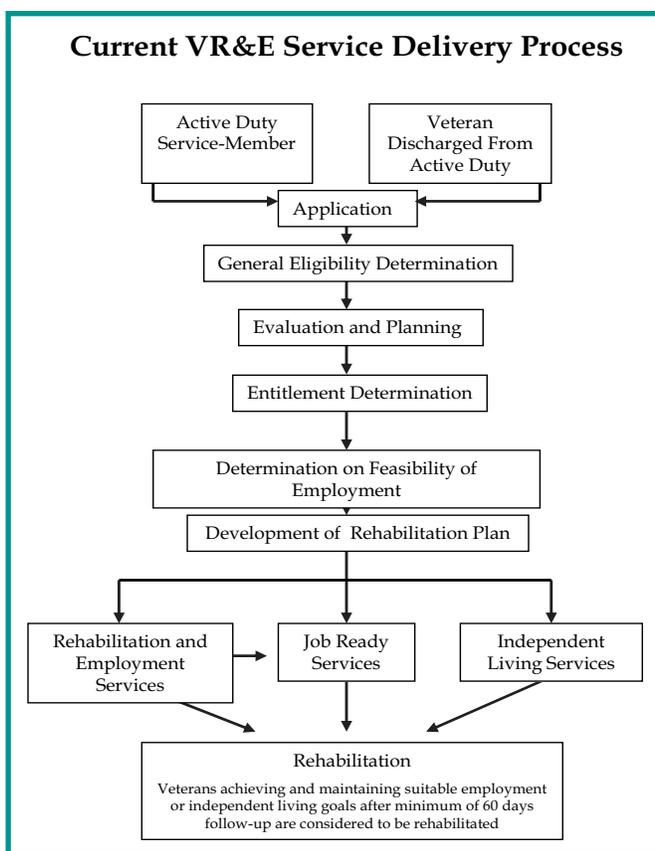 Current VR&E Service Delivery Process
Active Duty
Service-Member
Veteran
Discharged From
Active Duty
Application
General Eligibility Determination
Evaluation and Planning
Entitlement Determination
Determination on Feasibility of
Employment
Development of Rehabilitation Plan
Rehabilitation and
Employment
Services
Job Ready
Services
Independent
Living Services
Rehabilitation
Veterans achieving and maintaining suitable employment
or independent living goals after minimum of 60 days
follow-up are considered to be rehabilitated